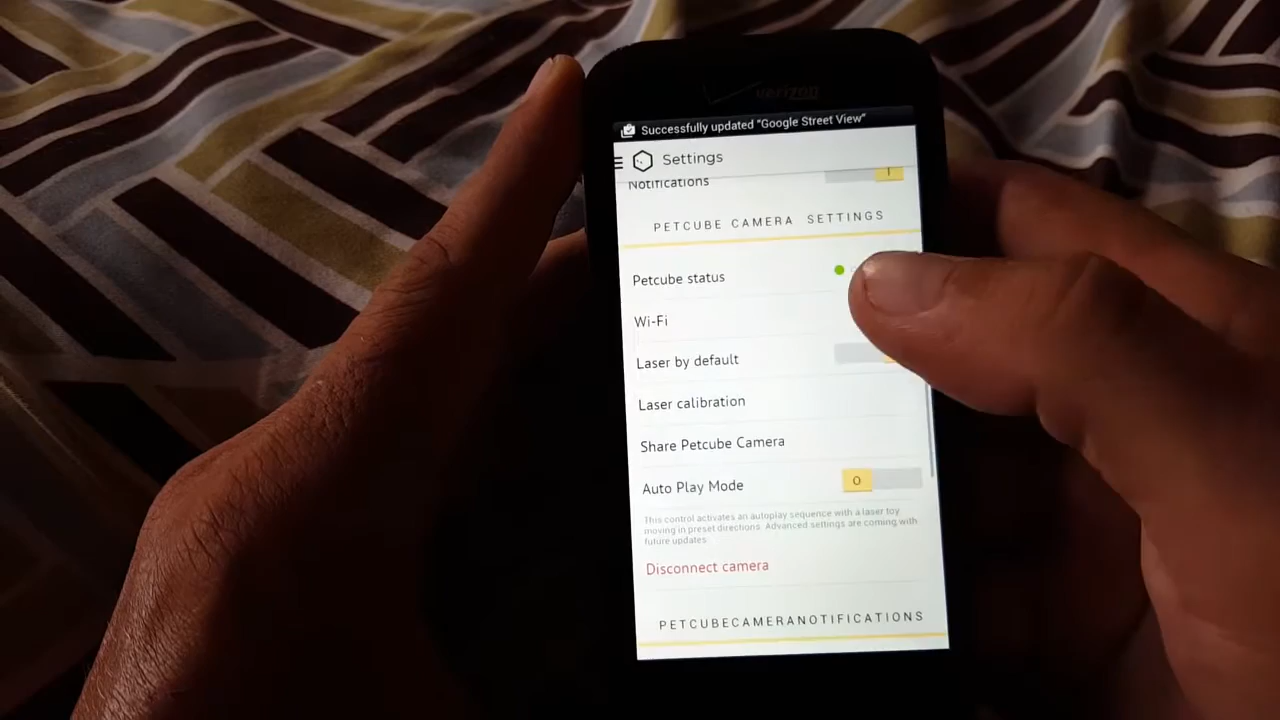 verizon
Successfully updated "Google Street View"
Settings
Notifications
PETCUBE CAMERA SETTINGS
Petcube status
Wi-Fi
Laser by default
Laser calibration
Share Petcube Camera
Auto Play Mode O
This control activates an autoplay sequence with a laser toy
moving in preset directions. Advanced settings are coming with
future updates.
Disconnect camera
PETCUBECAMERANOTIFICATIONS